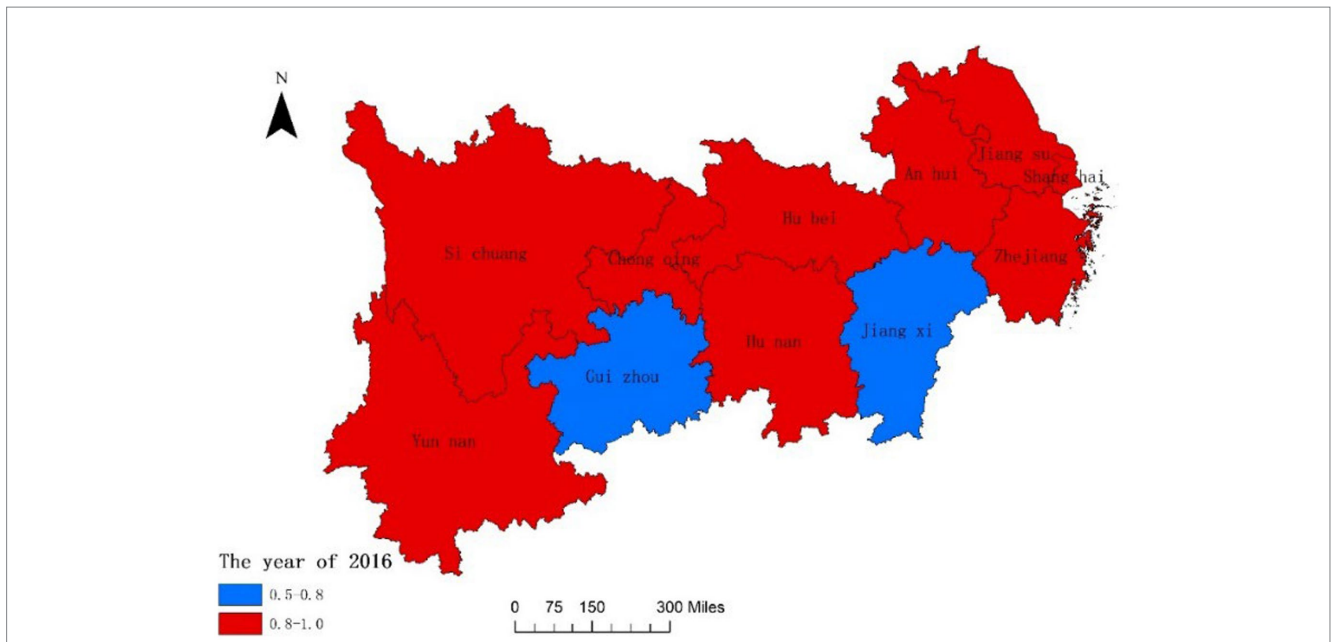 N
Jiang su
An hui
Shang hai
Hu bei
Si chuang
Chong qing
Zhejiang
Jiang xi
Hu nan
Gui zhou
Yun nan
The year of 2016
0.5-0.8
0.8-1.0
0 75 150 300 Miles